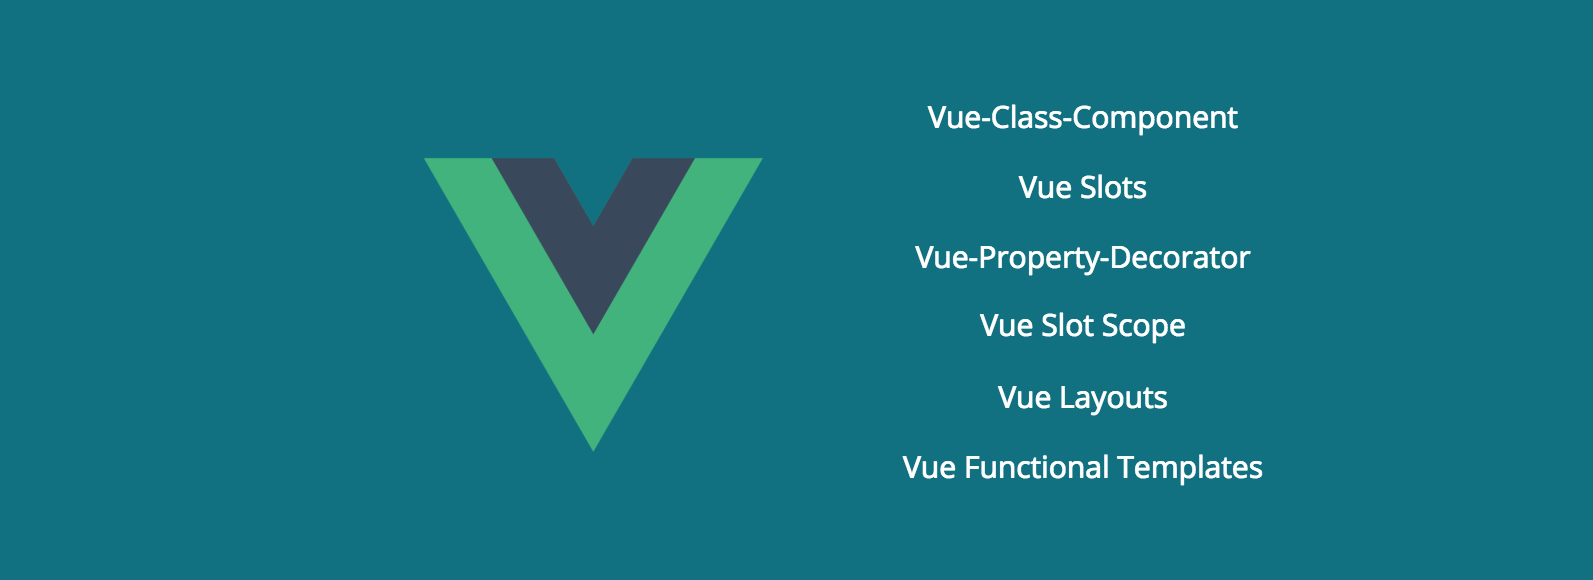 Vue-Class-Component
Vue Slots
Vue-Property-Decorator
Vue Slot Scope
Vue Layouts
Vue Functional Templates